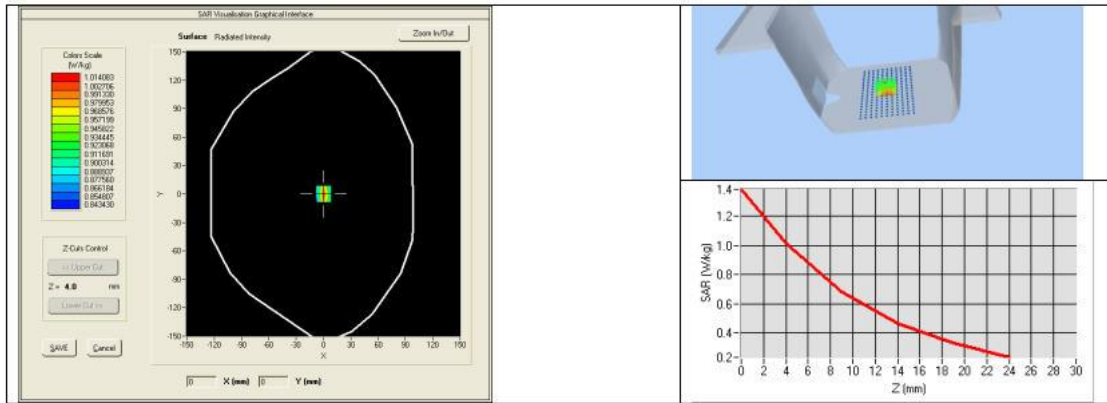 SAR Visualisation Graphical Interface
Surface Radiated Intensity
Zoom In/Out
Colors Scale
(W/kg)
1.014083
1.002706
0.991330
0.979953
0.968576
0.957199
0.945822
0.934445
0.923068
0.911691
0.900314
0.888937
0.877560
0.866184
0.854807
0.843430
Z-Cuts Control
<< Upper Cut
Z = 4.0 mm
Lower Cut >>
SAVE Cancel
150
120
90
60
30
0
-30
-60
-90
-120
-150
Y
-150 -120 -90 -60 -30 0 30 60 90 120 150
X
0 X (mm) 0 Y (mm)
1.4
1.2
1.0
0.8
0.6
0.4
0.2
SAR (W/kg)
0 2 4 6 8 10 12 14 16 18 20 22 24 26 30
Z (mm)